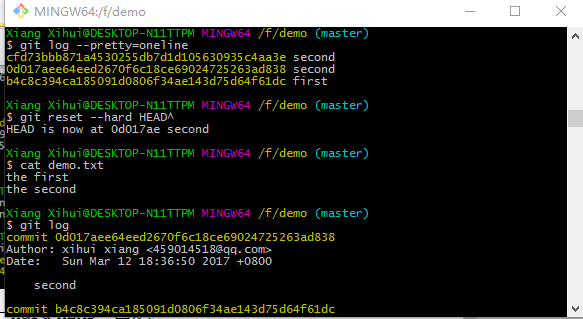 MINGW64:/f/demo
Xiang Xihui@DESKTOP-N11TTPM MINGW64 /f/demo (master)
$ git log --pretty=oneline
cfd73bbb871a4530255db7d1d105630935c4aa3e second
0d017aee64eed2670f6c18ce69024725263ad838 second
b4c8c394ca185091d0806f34ae143d75d64f61dc first
Xiang Xihui@DESKTOP-N11TTPM MINGW64 /f/demo (master)
$ git reset --hard HEAD^
HEAD is now at 0d017ae second
Xiang Xihui@DESKTOP-N11TTPM MINGW64 /f/demo (master)
$ cat demo.txt
the first
the second
Xiang Xihui@DESKTOP-N11TTPM MINGW64 /f/demo (master)
$ git log
commit 0d017aee64eed2670f6c18ce69024725263ad838
Author: xihui xiang <459014518@qq.com>
Date:   Sun Mar 12 18:36:50 2017 +0800
second
commit b4c8c394ca185091d0806f34ae143d75d64f61dc